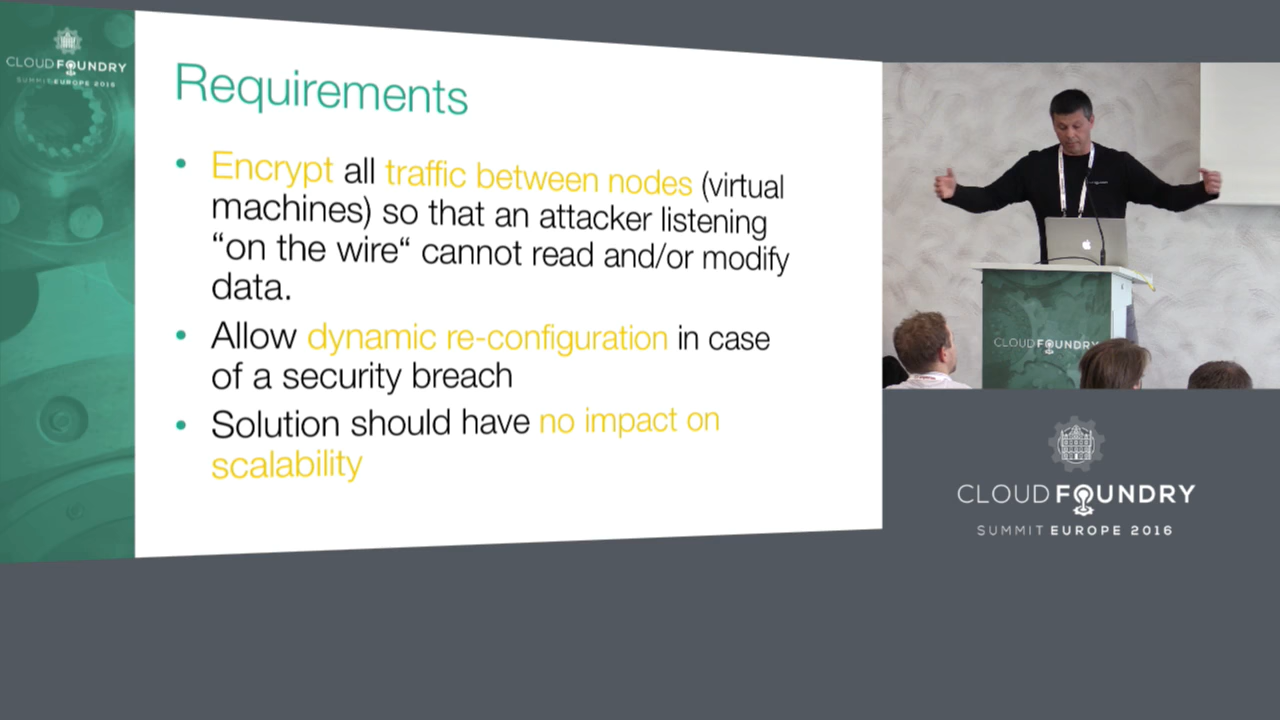 CLOUD FOUNDRY
SUMMIT EUROPE 2016
Requirements
• Encrypt all traffic between nodes (virtual
machines) so that an attacker listening
“on the wire“ cannot read and/or modify
data.
• Allow dynamic re-configuration in case
of a security breach
• Solution should have no impact on
scalability
CLOUD FOUNDRY
CLOUD FOUNDRY
SUMMIT EUROPE 2016